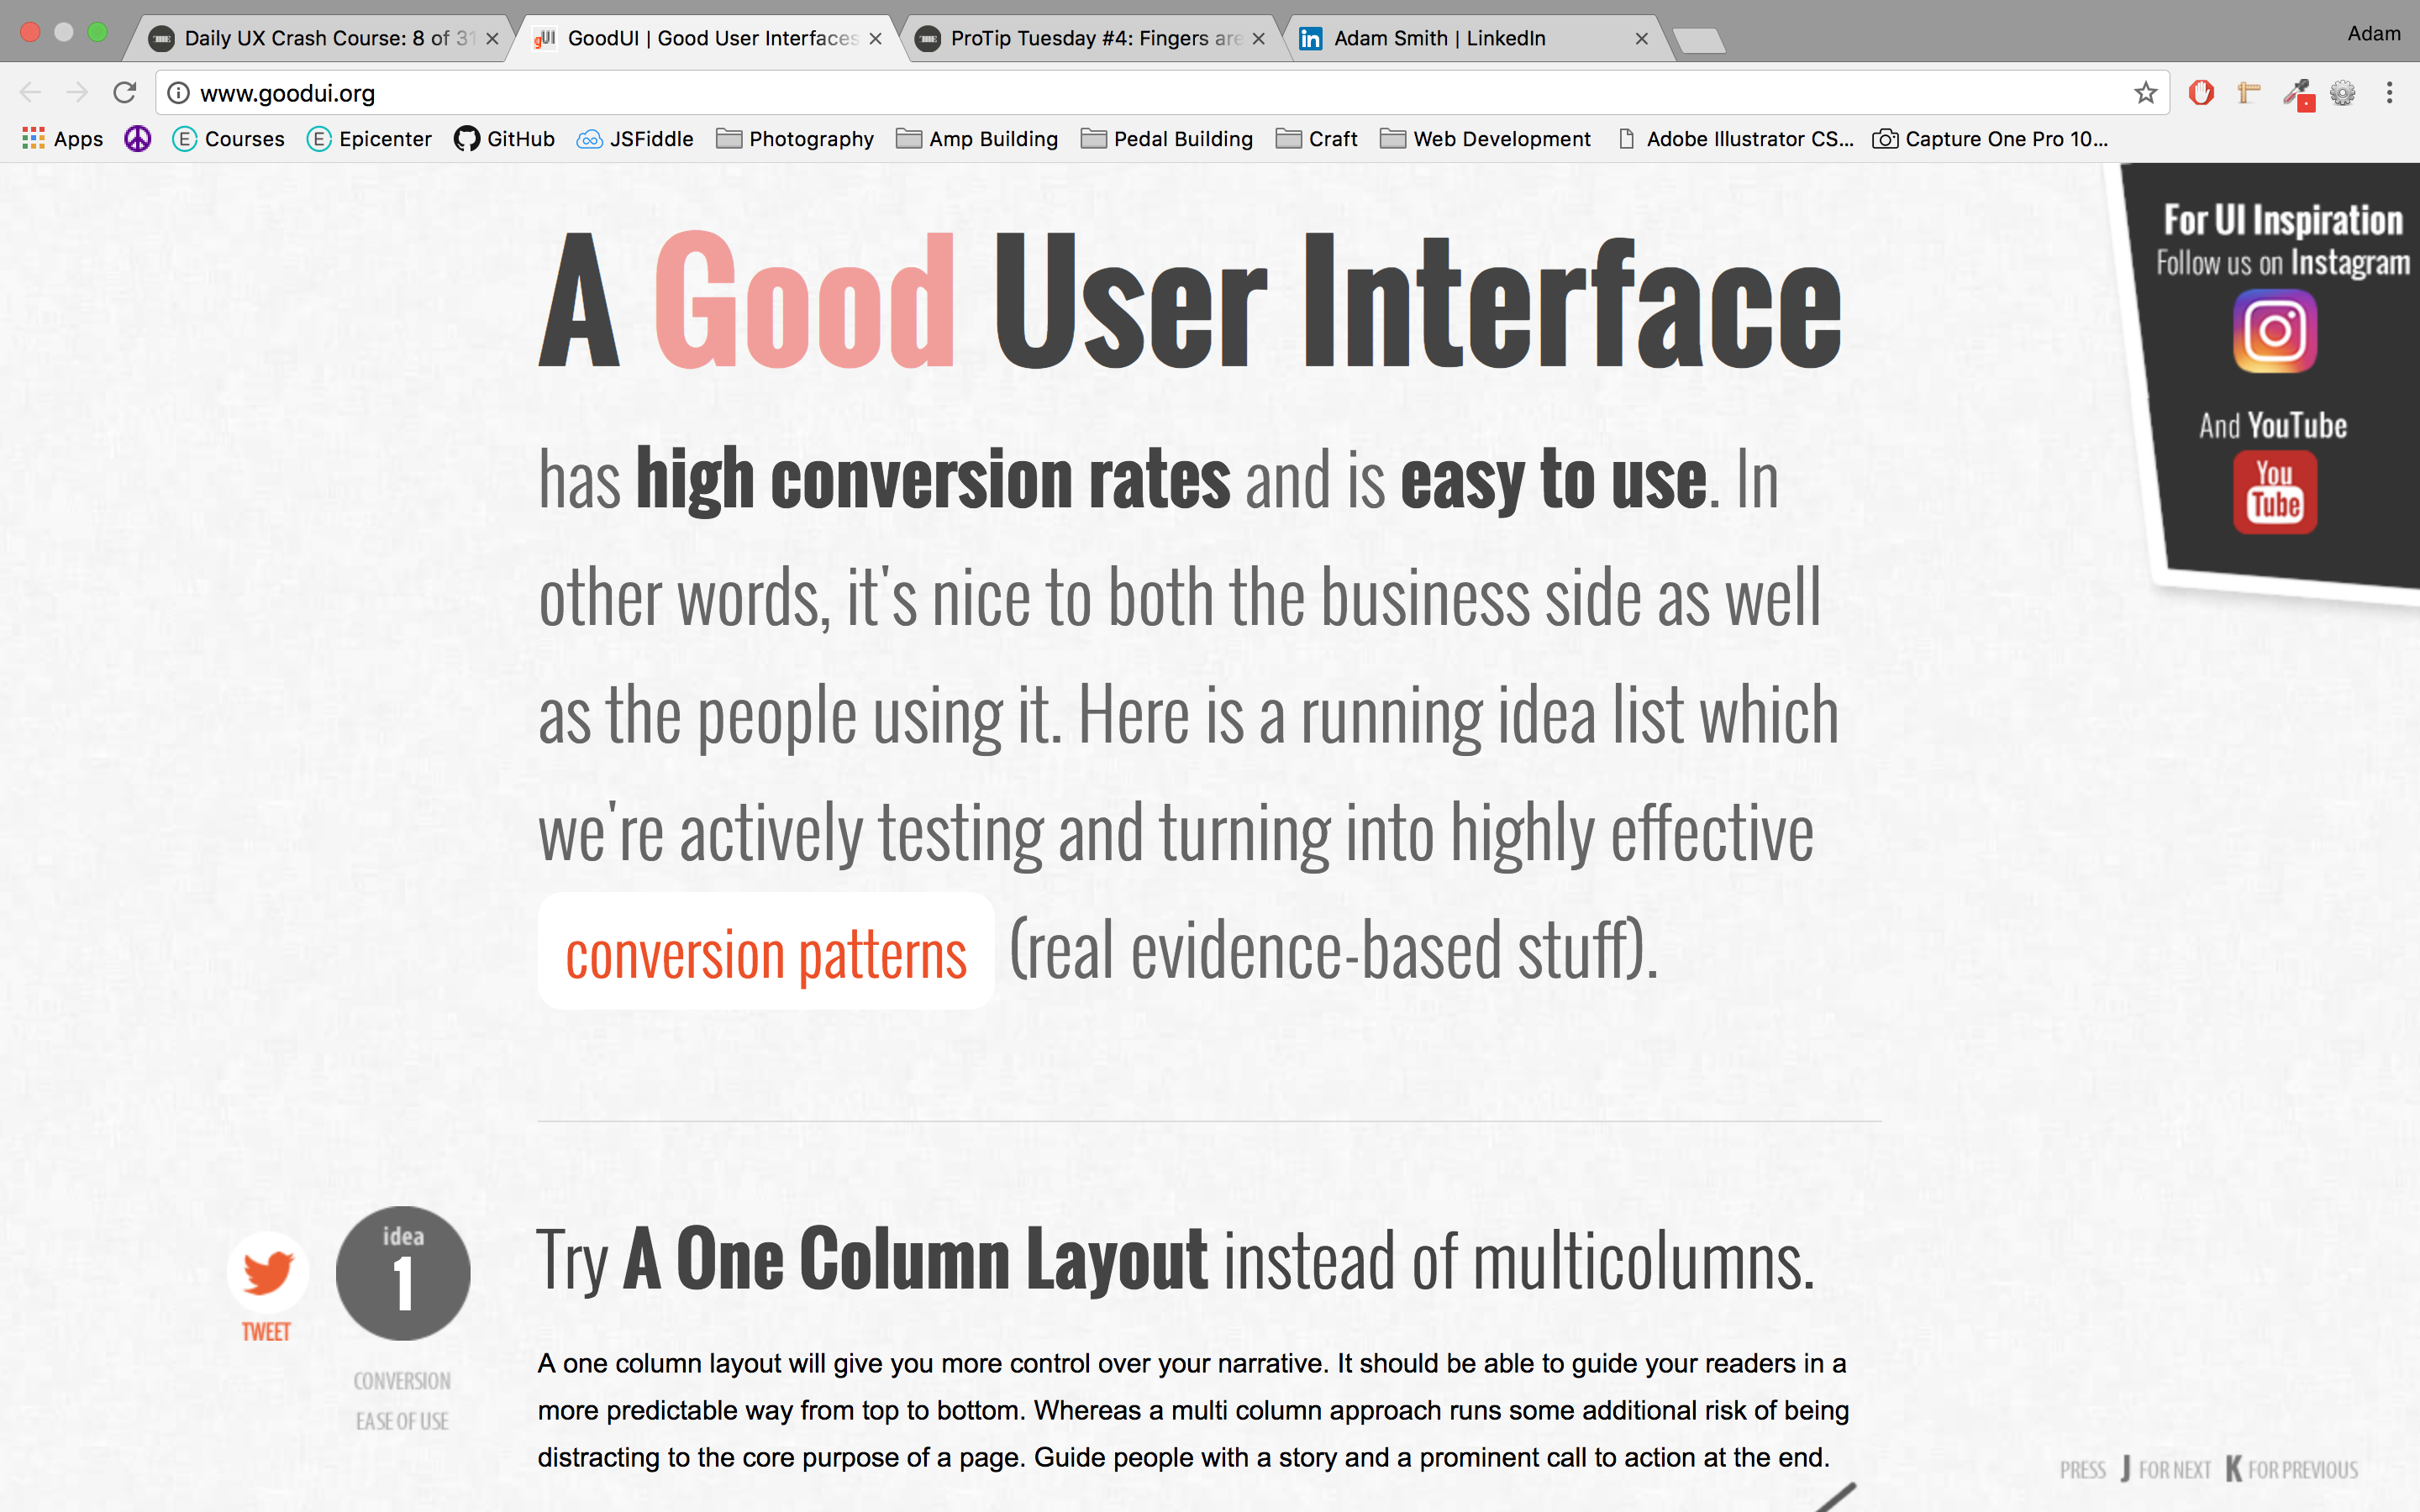 Daily UX Crash Course: 8 of 31
GoodUI | Good User Interfaces
ProTip Tuesday #4: Fingers are
in Adam Smith | LinkedIn
Adam
www.goodui.org
Apps
E Courses
E Epicenter
GitHub
JSFiddle
Photography
Amp Building
Pedal Building
Craft
Web Development
Adobe Illustrator CS...
Capture One Pro 10...
A Good User Interface
has high conversion rates and is easy to use. In
other words, it's nice to both the business side as well
as the people using it. Here is a running idea list which
we're actively testing and turning into highly effective
conversion patterns (real evidence-based stuff).
For UI Inspiration
Follow us on Instagram
And YouTube
You
Tube
TWEET
idea
1
CONVERSION
EASE OF USE
Try A One Column Layout instead of multicolumns.
A one column layout will give you more control over your narrative. It should be able to guide your readers in a
more predictable way from top to bottom. Whereas a multi column approach runs some additional risk of being
distracting to the core purpose of a page. Guide people with a story and a prominent call to action at the end.
PRESS J FOR NEXT K FOR PREVIOUS